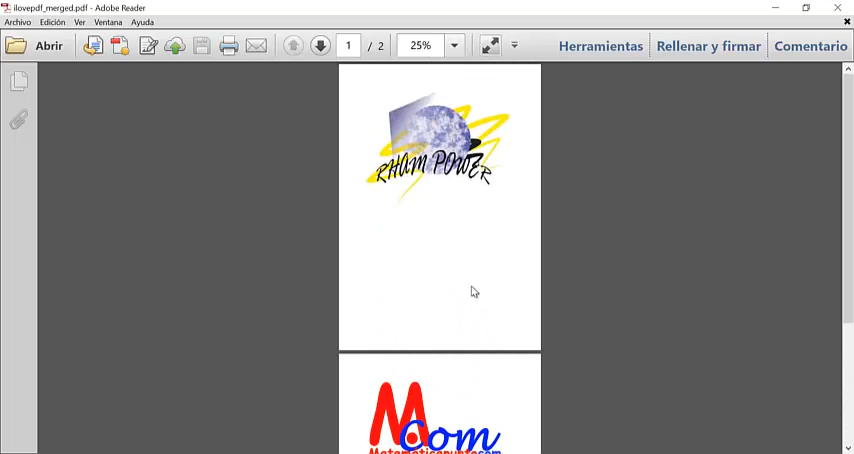 ilovepdf_merged.pdf - Adobe Reader
Archivo Edición Ver Ventana Ayuda
Abrir 1 / 2 25% Herramientas Rellenar y firmar Comentario
RHAM POWER
M.com
Matematicapuntocom